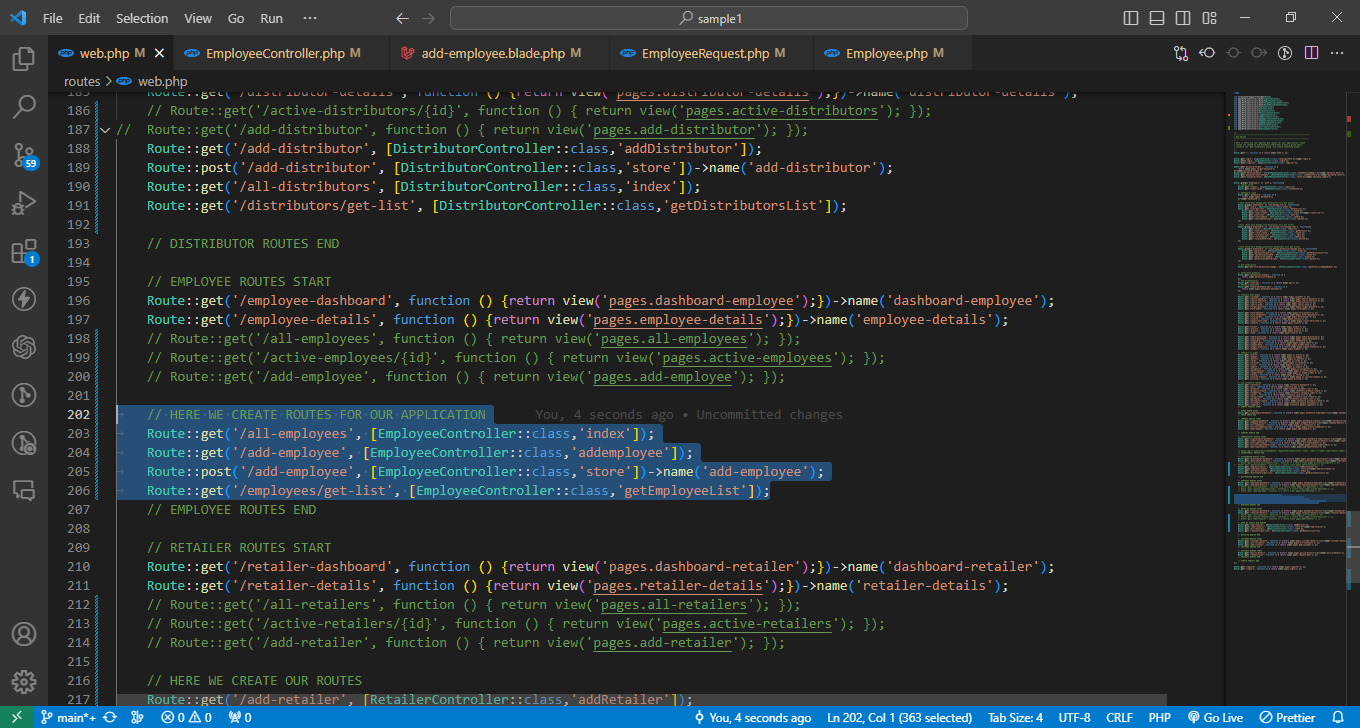 File Edit Selection View Go Run ··· sample1
web.php M EmployeeController.php M add-employee.blade.php M EmployeeRequest.php M Employee.php M
routes > web.php
185 Route::get('/distributor-details', function () {return view('pages.distributor-details');})->name('distributor-details');
186 // Route::get('/active-distributors/{id}', function () { return view('pages.active-distributors'); });
187 // Route::get('/add-distributor', function () { return view('pages.add-distributor'); });
188 Route::get('/add-distributor', [DistributorController::class,'addDistributor']);
189 Route::post('/add-distributor', [DistributorController::class,'store'])->name('add-distributor');
190 Route::get('/all-distributors', [DistributorController::class,'index']);
191 Route::get('/distributors/get-list', [DistributorController::class,'getDistributorsList']);
192
193 // DISTRIBUTOR ROUTES END
194
195 // EMPLOYEE ROUTES START
196 Route::get('/employee-dashboard', function () {return view('pages.dashboard-employee');})->name('dashboard-employee');
197 Route::get('/employee-details', function () {return view('pages.employee-details');})->name('employee-details');
198 // Route::get('/all-employees', function () { return view('pages.all-employees'); });
199 // Route::get('/active-employees/{id}', function () { return view('pages.active-employees'); });
200 // Route::get('/add-employee', function () { return view('pages.add-employee'); });
201
202 // HERE WE CREATE ROUTES FOR OUR APPLICATION You, 4 seconds ago • Uncommitted changes
203 Route::get('/all-employees', [EmployeeController::class,'index']);
204 Route::get('/add-employee', [EmployeeController::class,'addemployee']);
205 Route::post('/add-employee', [EmployeeController::class,'store'])->name('add-employee');
206 Route::get('/employees/get-list', [EmployeeController::class,'getEmployeeList']);
207 // EMPLOYEE ROUTES END
208
209 // RETAILER ROUTES START
210 Route::get('/retailer-dashboard', function () {return view('pages.dashboard-retailer');})->name('dashboard-retailer');
211 Route::get('/retailer-details', function () {return view('pages.retailer-details');})->name('retailer-details');
212 // Route::get('/all-retailers', function () { return view('pages.all-retailers'); });
213 // Route::get('/active-retailers/{id}', function () { return view('pages.active-retailers'); });
214 // Route::get('/add-retailer', function () { return view('pages.add-retailer'); });
215
216 // HERE WE CREATE OUR ROUTES
217 Route::get('/add-retailer', [RetailerController::class,'addRetailer']);
59
1
main*+ 0 0 0 You, 4 seconds ago Ln 202, Col 1 (363 selected) Tab Size: 4 UTF-8 CRLF PHP Go Live Prettier